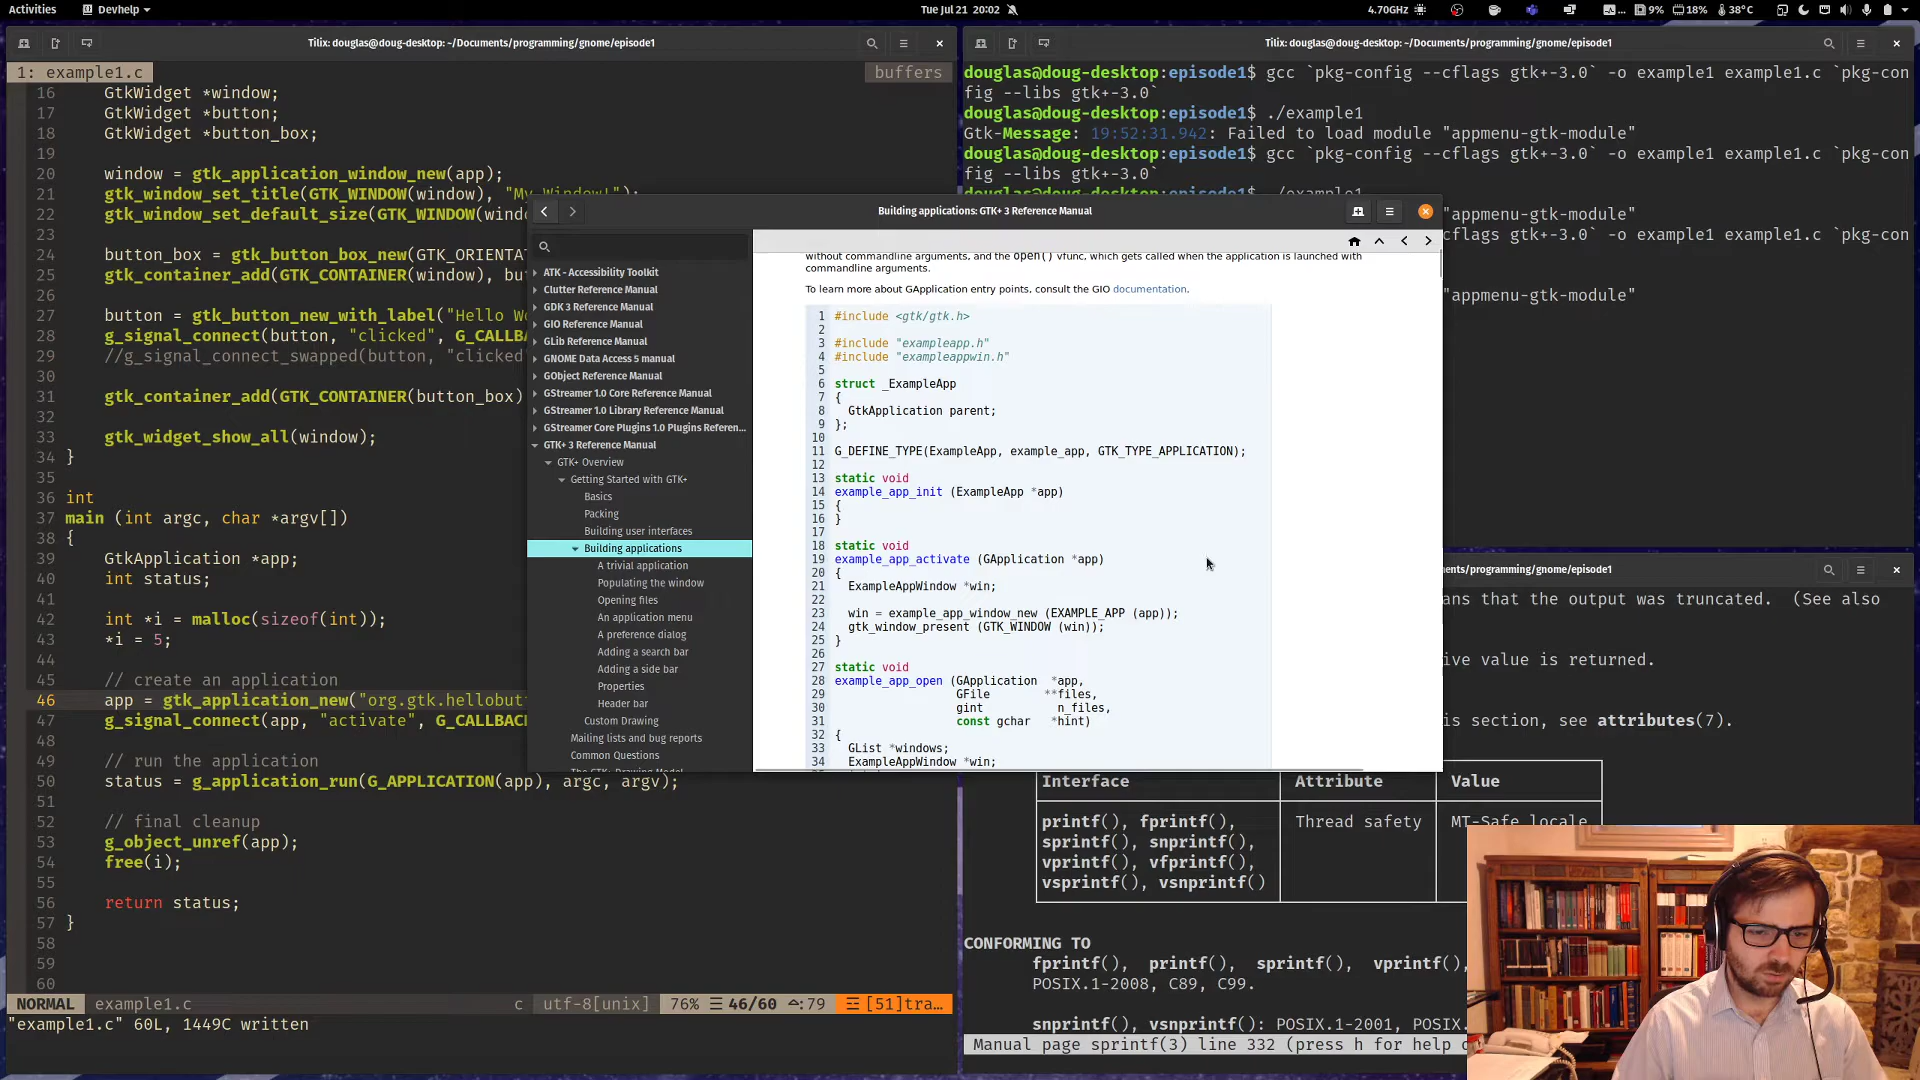 Activities
Devhelp
Tue Jul 21 20:02
4.70GHz
9%
18%
38°C
Tilix: douglas@doug-desktop: ~/Documents/programming/gnome/episode1
1: example1.c
buffers
16 GtkWidget *window;
17 GtkWidget *button;
18 GtkWidget *button_box;
19
20 window = gtk_application_window_new(app);
21 gtk_window_set_title(GTK_WINDOW(window), "My Window!");
22 gtk_window_set_default_size(GTK_WINDOW(windo
23
24 button_box = gtk_button_box_new(GTK_ORIENTA
25 gtk_container_add(GTK_CONTAINER(window), bu
26
27 button = gtk_button_new_with_label("Hello Wo
28 g_signal_connect(button, "clicked", G_CALLBA
29 //g_signal_connect_swapped(button, "clicked"
30
31 gtk_container_add(GTK_CONTAINER(button_box)
32
33 gtk_widget_show_all(window);
34 }
35
36 int
37 main (int argc, char *argv[])
38 {
39 GtkApplication *app;
40 int status;
41
42 int *i = malloc(sizeof(int));
43 *i = 5;
44
45 // create an application
46 app = gtk_application_new("org.gtk.hellobut
47 g_signal_connect(app, "activate", G_CALLBAC
48
49 // run the application
50 status = g_application_run(G_APPLICATION(app), argc, argv);
51
52 // final cleanup
53 g_object_unref(app);
54 free(i);
55
56 return status;
57 }
58
59
60
NORMAL example1.c c utf-8[unix] 76% 46/60 :79 [51]tra…
"example1.c" 60L, 1449C written
Tilix: douglas@doug-desktop: ~/Documents/programming/gnome/episode1
douglas@doug-desktop:episode1$ gcc `pkg-config --cflags gtk+-3.0` -o example1 example1.c `pkg-con
fig --libs gtk+-3.0`
douglas@doug-desktop:episode1$ ./example1
Gtk-Message: 19:52:31.942: Failed to load module "appmenu-gtk-module"
douglas@doug-desktop:episode1$ gcc `pkg-config --cflags gtk+-3.0` -o example1 example1.c `pkg-con
fig --libs gtk+-3.0`
douglas@doug-desktop:episode1$ ./example1
"appmenu-gtk-module"
cflags gtk+-3.0` -o example1 example1.c `pkg-con
"appmenu-gtk-module"
Building applications: GTK+ 3 Reference Manual
ATK - Accessibility Toolkit
Clutter Reference Manual
GDK 3 Reference Manual
GIO Reference Manual
GLib Reference Manual
GNOME Data Access 5 manual
GObject Reference Manual
GStreamer 1.0 Core Reference Manual
GStreamer 1.0 Library Reference Manual
GStreamer Core Plugins 1.0 Plugins Referen…
GTK+ 3 Reference Manual
GTK+ Overview
Getting Started with GTK+
Basics
Packing
Building user interfaces
Building applications
A trivial application
Populating the window
Opening files
An application menu
A preference dialog
Adding a search bar
Adding a side bar
Properties
Header bar
Custom Drawing
Mailing lists and bug reports
Common Questions
The GTK+ Drawing Model
without commandline arguments, and the open() vfunc, which gets called when the application is launched with
commandline arguments.
To learn more about GApplication entry points, consult the GIO documentation.
1 #include <gtk/gtk.h>
2
3 #include "exampleapp.h"
4 #include "exampleappwin.h"
5
6 struct _ExampleApp
7 {
8 GtkApplication parent;
9 };
10
11 G_DEFINE_TYPE(ExampleApp, example_app, GTK_TYPE_APPLICATION);
12
13 static void
14 example_app_init (ExampleApp *app)
15 {
16 }
17
18 static void
19 example_app_activate (GApplication *app)
20 {
21 ExampleAppWindow *win;
22
23 win = example_app_window_new (EXAMPLE_APP (app));
24 gtk_window_present (GTK_WINDOW (win));
25 }
26
27 static void
28 example_app_open (GApplication *app,
29 GFile **files,
30 gint n_files,
31 const gchar *hint)
32 {
33 GList *windows;
34 ExampleAppWindow *win;
ocuments/programming/gnome/episode1
ans that the output was truncated. (See also
ive value is returned.
is section, see attributes(7).
Interface Attribute Value
printf(), fprintf(), Thread safety MT-Safe locale
sprintf(), snprintf(),
vprintf(), vfprintf(),
vsprintf(), vsnprintf()
CONFORMING TO
fprintf(), printf(), sprintf(), vprintf(),
POSIX.1-2008, C89, C99.
snprintf(), vsnprintf(): POSIX.1-2001, POSIX.
Manual page sprintf(3) line 332 (press h for help o